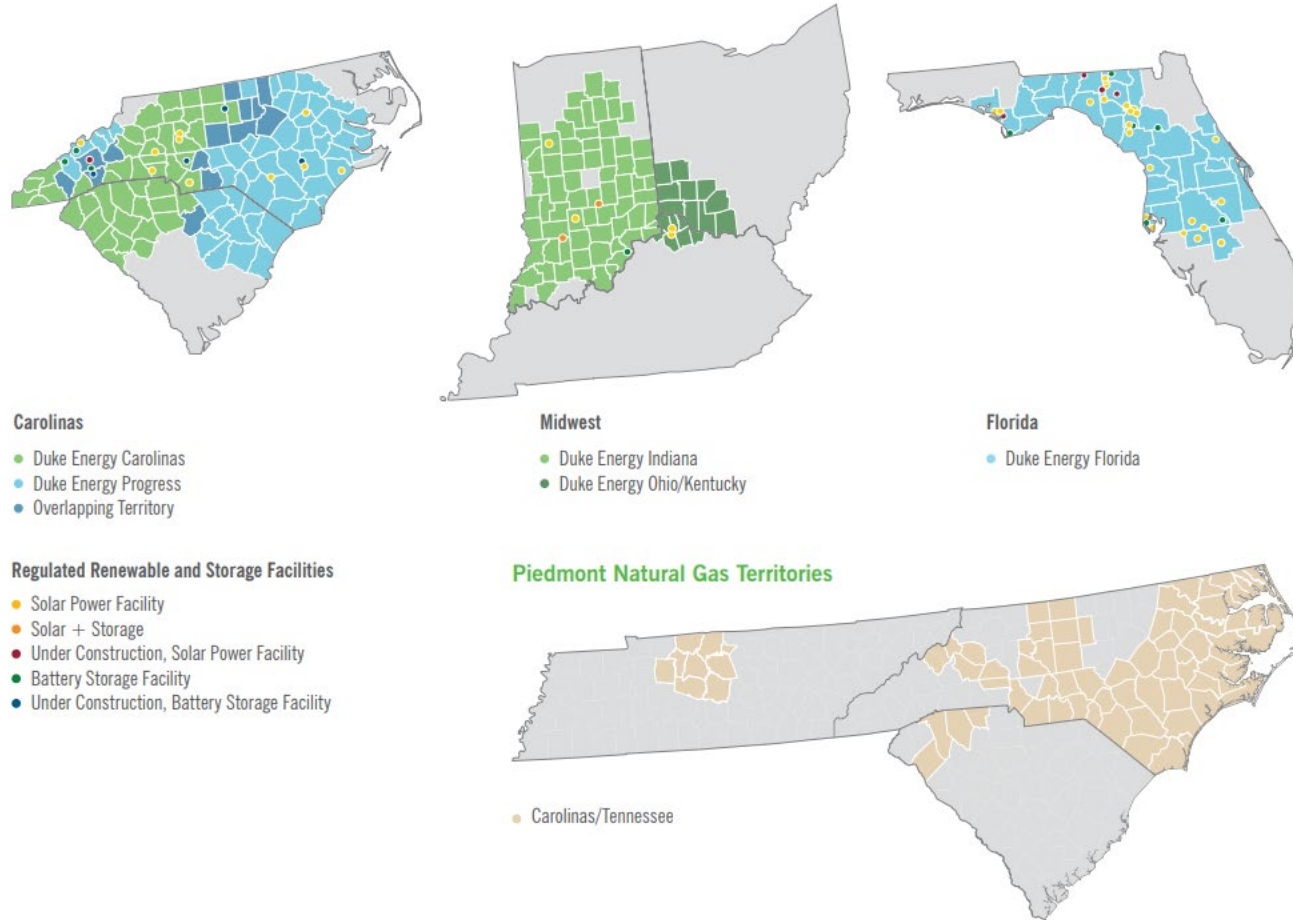 Carolinas
Duke Energy Carolinas
Duke Energy Progress
Overlapping Territory
Midwest
Duke Energy Indiana
Duke Energy Ohio/Kentucky
Florida
Duke Energy Florida
Regulated Renewable and Storage Facilities
Solar Power Facility
Solar + Storage
Under Construction, Solar Power Facility
Battery Storage Facility
Under Construction, Battery Storage Facility
Piedmont Natural Gas Territories
Carolinas/Tennessee